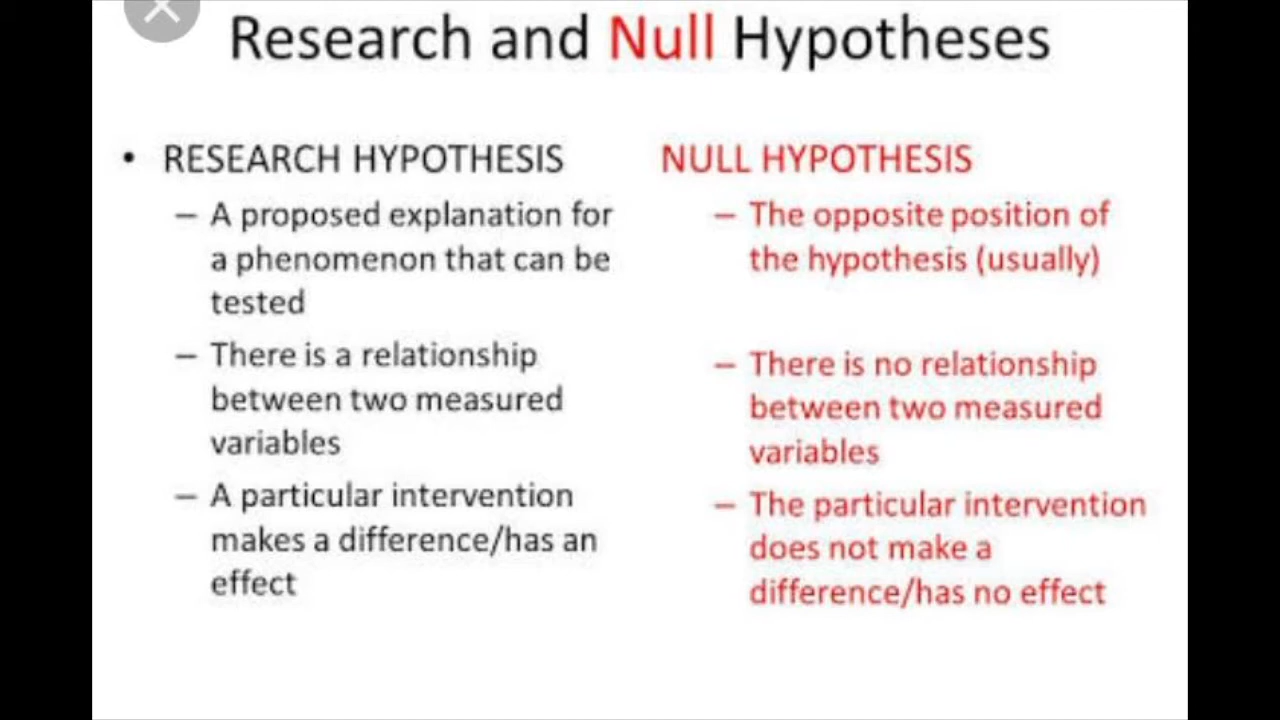 Research and Null Hypotheses
• RESEARCH HYPOTHESIS
– A proposed explanation for
a phenomenon that can be
tested
– There is a relationship
between two measured
variables
– A particular intervention
makes a difference/has an
effect
NULL HYPOTHESIS
– The opposite position of
the hypothesis (usually)
– There is no relationship
between two measured
variables
– The particular intervention
does not make a
difference/has no effect